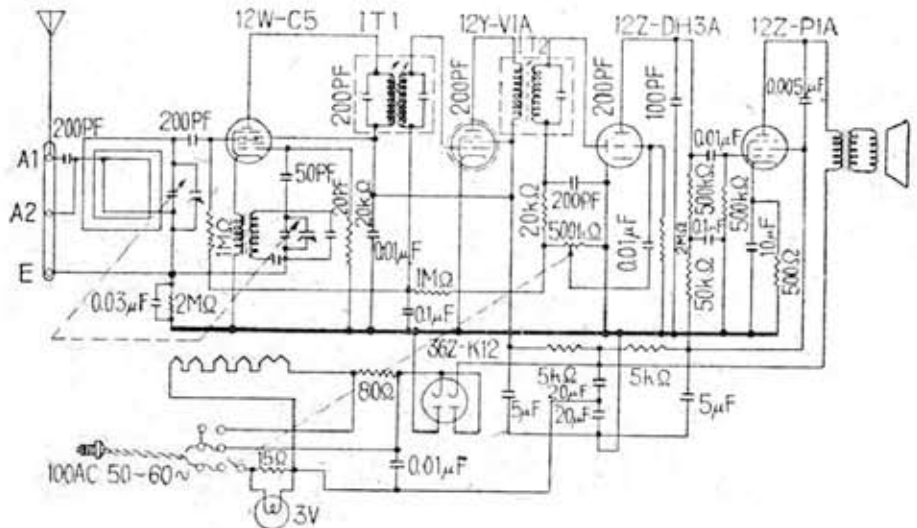 12W-C5
IT1
12Y-V1A
IT2
12Z-DH3A
12Z-P1A
200PF
200PF
200PF
200PF
200PF
100PF
0.005μF
A1
A2
E
50PF
20PF
20kΩ
0.01μF
1MΩ
0.03μF
2MΩ
1MΩ
0.1μF
20kΩ
200PF
500kΩ
0.01μF
2MΩ
0.01μF
500kΩ
0.1μF
50kΩ
500kΩ
10μF
500Ω
36Z-K12
80Ω
5kΩ
5kΩ
20μF
20μF
5μF
5μF
100AC 50~60~
15Ω
0.01μF
3V